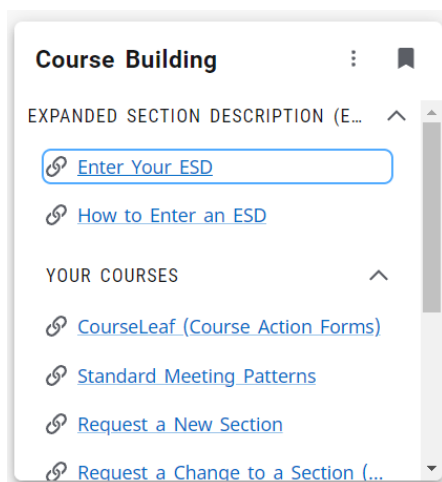 Course Building
EXPANDED SECTION DESCRIPTION (E...
Enter Your ESD
How to Enter an ESD
YOUR COURSES
CourseLeaf (Course Action Forms)
Standard Meeting Patterns
Request a New Section
Request a Change to a Section (...